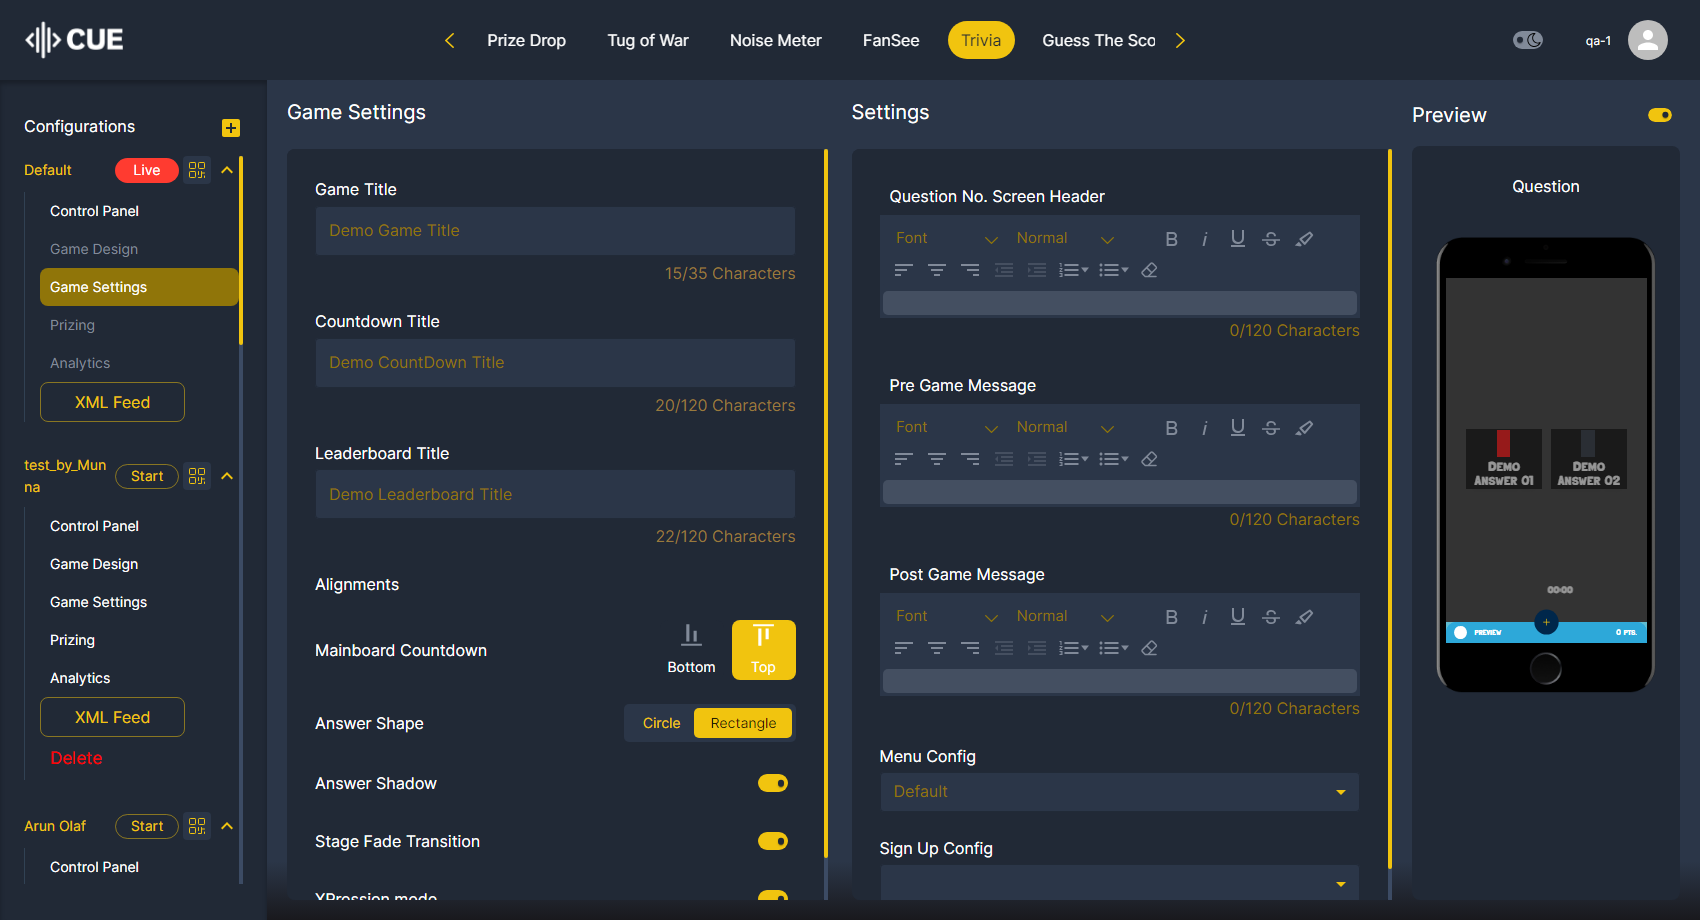 CUE
Prize Drop
Tug of War
Noise Meter
FanSee
Trivia
Guess The Sco
qa-1
Configurations
Default
Live
Control Panel
Game Design
Game Settings
Prizing
Analytics
XML Feed
test_by_Mun
na
Start
Control Panel
Game Design
Game Settings
Prizing
Analytics
XML Feed
Delete
Arun Olaf
Start
Control Panel
Game Settings
Game Title
Demo Game Title
15/35 Characters
Countdown Title
Demo CountDown Title
20/120 Characters
Leaderboard Title
Demo Leaderboard Title
22/120 Characters
Alignments
Mainboard Countdown
Bottom
Top
Answer Shape
Circle
Rectangle
Answer Shadow
Stage Fade Transition
XPression mode
Settings
Question No. Screen Header
Font
Normal
0/120 Characters
Pre Game Message
Font
Normal
0/120 Characters
Post Game Message
Font
Normal
0/120 Characters
Menu Config
Default
Sign Up Config
Preview
Question
Demo
Answer 01
Demo
Answer 02
00:00
PREVIEW
0 PTS.